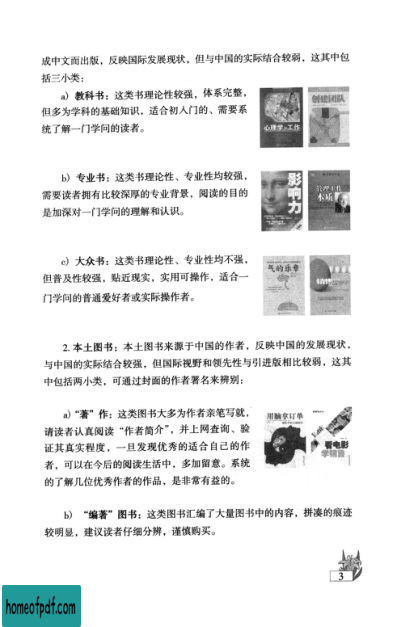 成中文而出版，反映国际发展现状，但与中国的实际结合较弱，这其中包
括三小类：
a）教科书：这类书理论性较强，体系完整，
但多为学科的基础知识，适合初入门的、需要系
统了解一门学问的读者。
心理学与工作
创建团队
b）专业书：这类书理论性、专业性均较强，
需要读者拥有比较深厚的专业背景，阅读的目的
是加深对一门学问的理解和认识。
影响力
管理工作
本质
c）大众书：这类书理论性、专业性均不强，
但普及性较强，贴近现实，实用可操作，适合一
门学问的普通爱好者或实际操作者。
气的乐章
2. 本土图书：本土图书来源于中国的作者，反映中国的发展现状，
与中国的实际结合较强，但国际视野和领先性与引进版相比较弱，这其
中包括两小类，可通过封面的作者署名来辨别：
a）“著”作：这类图书大多为作者亲笔写就，
请读者认真阅读“作者简介”，并上网查询、验
证其真实程度，一旦发现优秀的适合自己的作
者，可以在今后的阅读生活中，多加留意。系统
的了解几位优秀作者的作品，是非常有益的。
用脑拿订单
看电影
学销售
b）“编著”图书：这类图书汇编了大量图书中的内容，拼凑的痕迹
较明显，建议读者仔细分辨，谨慎购买。
3
homeofpdf.com